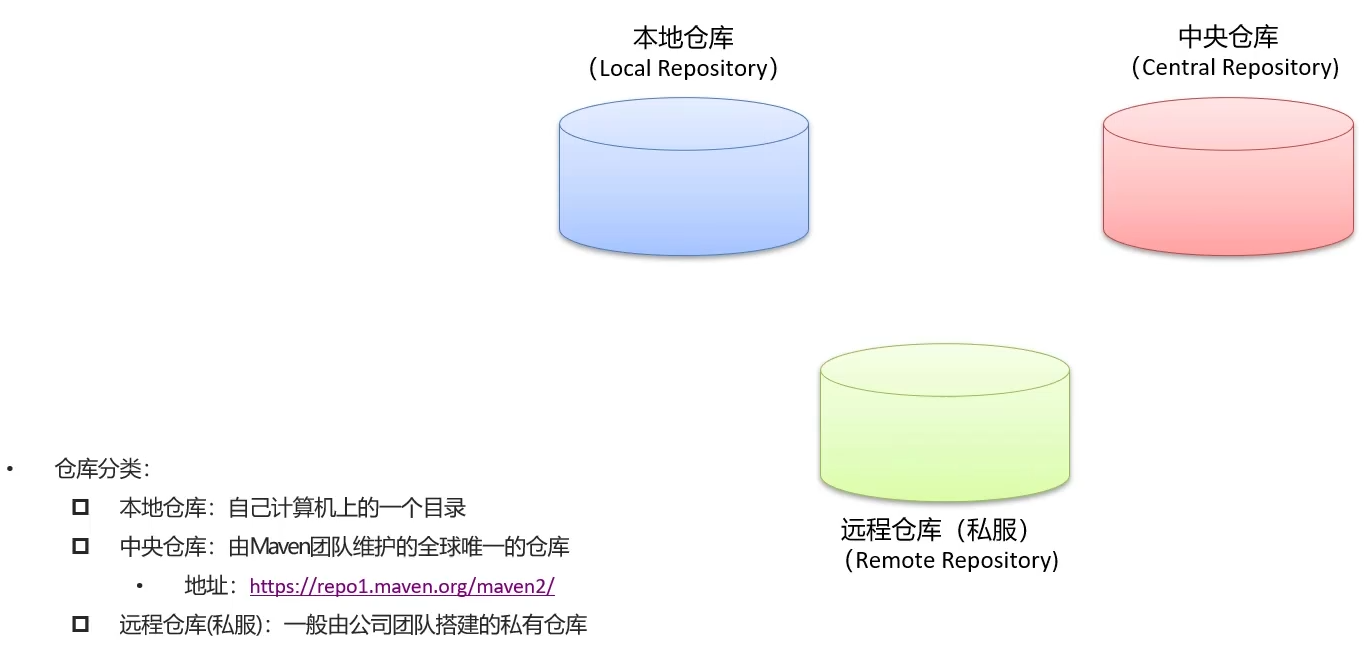 本地仓库
（Local Repository）
中央仓库
（Central Repository)
远程仓库（私服）
（Remote Repository)
• 仓库分类：
本地仓库：自己计算机上的一个目录
中央仓库：由Maven团队维护的全球唯一的仓库
• 地址：https://repo1.maven.org/maven2/
远程仓库(私服)：一般由公司团队搭建的私有仓库